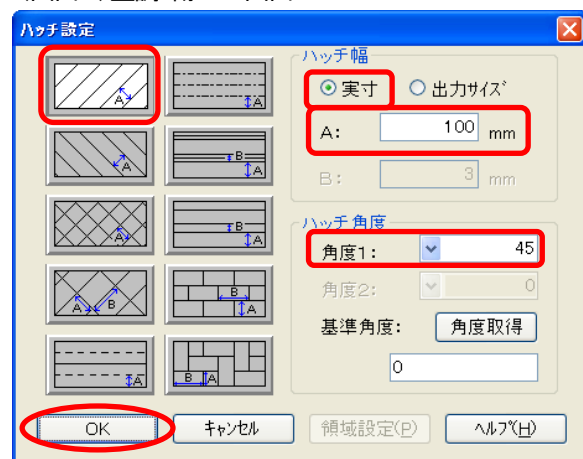 ハッチ設定
ハッチ幅
実寸
出力ｻｲｽﾞ
A: 100 mm
B: 3 mm
ハッチ角度
角度1: 45
角度2: 0
基準角度: 角度取得
0
A
A
A
B
A
A
B
A
A
B
B
A
A
B
A
OK
ｷｬﾝｾﾙ
領域設定(P)
ﾍﾙﾌﾟ(H)